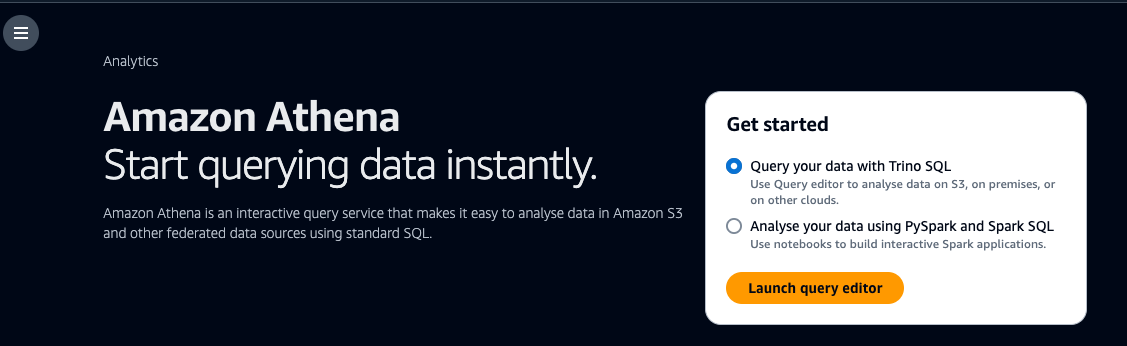 Analytics
Amazon Athena
Start querying data instantly.
Amazon Athena is an interactive query service that makes it easy to analyse data in Amazon S3
and other federated data sources using standard SQL.
Get started
Query your data with Trino SQL
Use Query editor to analyse data on S3, on premises, or
on other clouds.
Analyse your data using PySpark and Spark SQL
Use notebooks to build interactive Spark applications.
Launch query editor